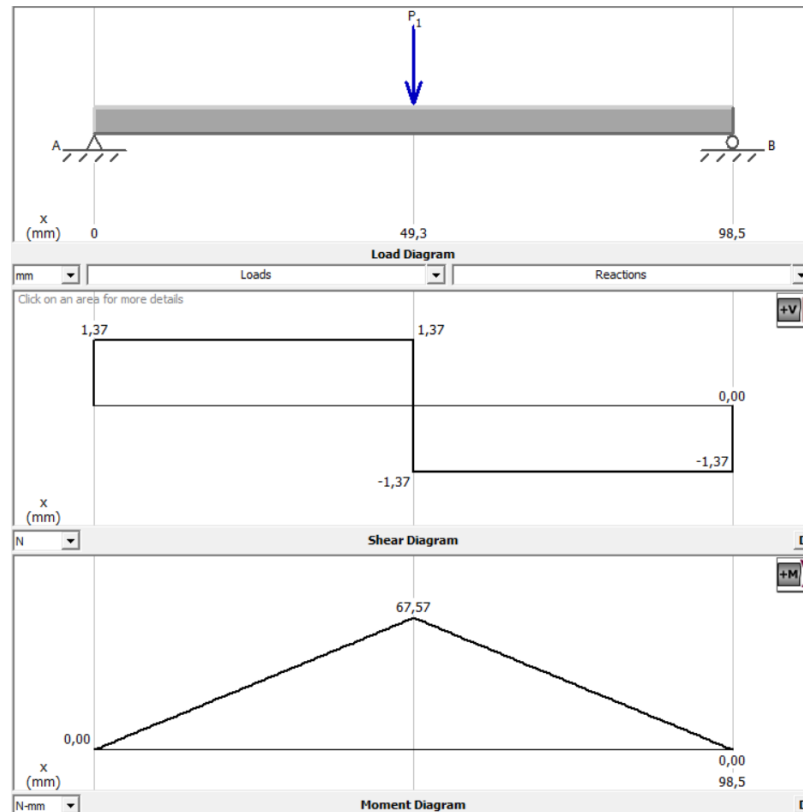 P1
A
B
x
(mm)
0
49,3
98,5
Load Diagram
mm
Loads
Reactions
Click on an area for more details
+V
1,37
1,37
0,00
-1,37
-1,37
x
(mm)
N
Shear Diagram
+M
67,57
0,00
0,00
x
(mm)
98,5
N-mm
Moment Diagram